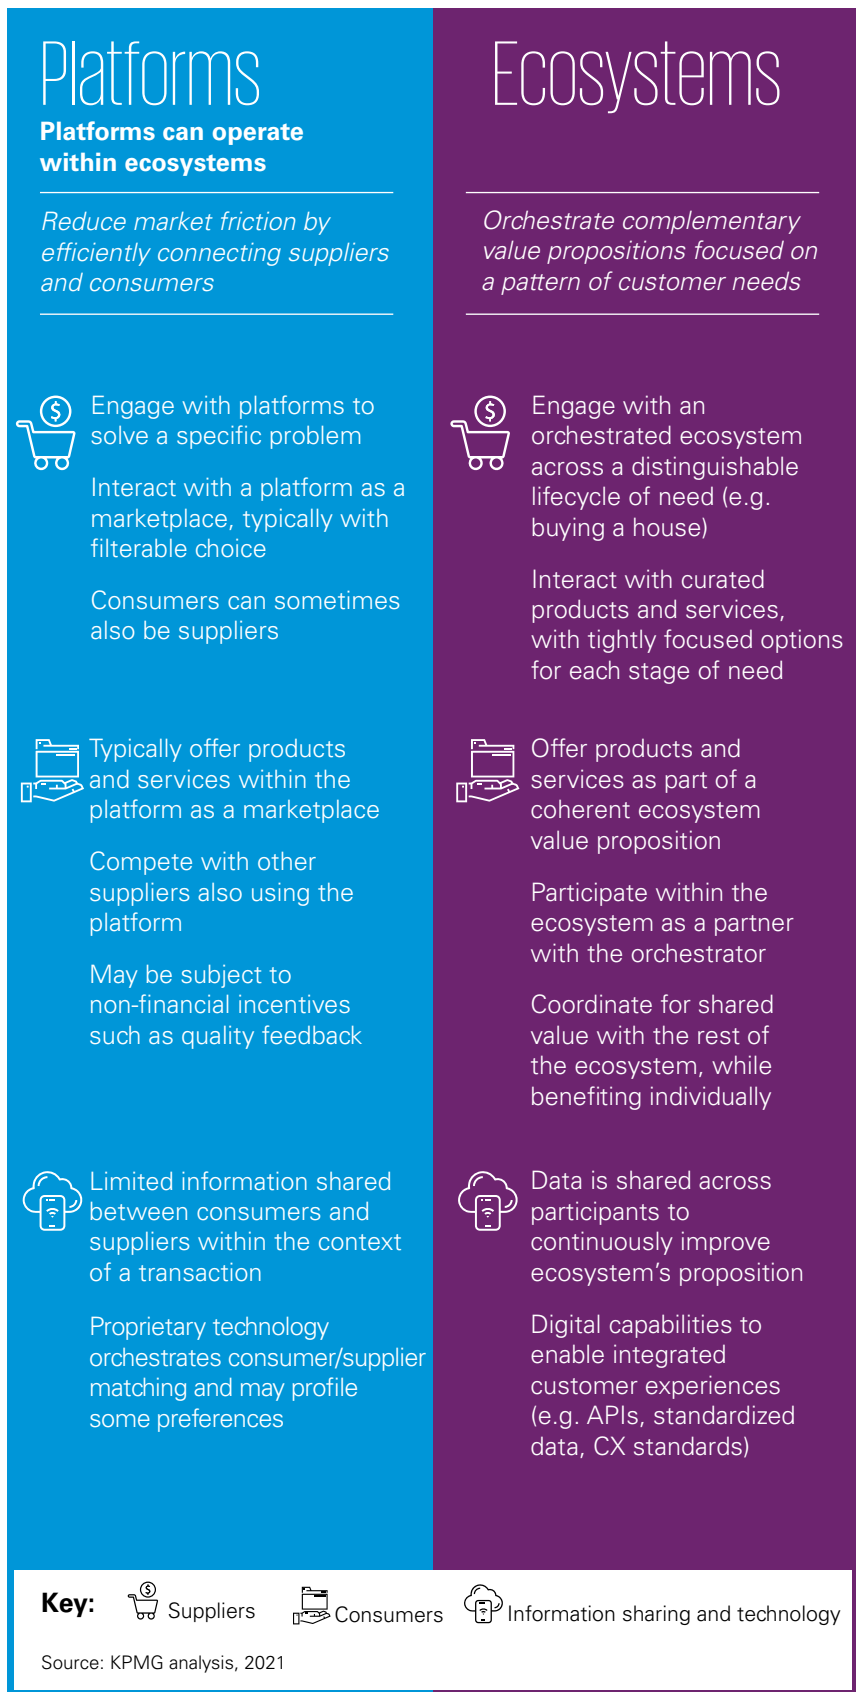 Platforms
Platforms can operate
within ecosystems
Reduce market friction by
efficiently connecting suppliers
and consumers
Engage with platforms to
solve a specific problem
Interact with a platform as a
marketplace, typically with
filterable choice
Consumers can sometimes
also be suppliers
Typically offer products
and services within the
platform as a marketplace
Compete with other
suppliers also using the
platform
May be subject to
non-financial incentives
such as quality feedback
Limited information shared
between consumers and
suppliers within the context
of a transaction
Proprietary technology
orchestrates consumer/supplier
matching and may profile
some preferences
Ecosystems
Orchestrate complementary
value propositions focused on
a pattern of customer needs
Engage with an
orchestrated ecosystem
across a distinguishable
lifecycle of need (e.g.
buying a house)
Interact with curated
products and services,
with tightly focused options
for each stage of need
Offer products and
services as part of a
coherent ecosystem
value proposition
Participate within the
ecosystem as a partner
with the orchestrator
Coordinate for shared
value with the rest of
the ecosystem, while
benefiting individually
Data is shared across
participants to
continuously improve
ecosystem's proposition
Digital capabilities to
enable integrated
customer experiences
(e.g. APIs, standardized
data, CX standards)
Key: Suppliers Consumers Information sharing and technology
Source: KPMG analysis, 2021